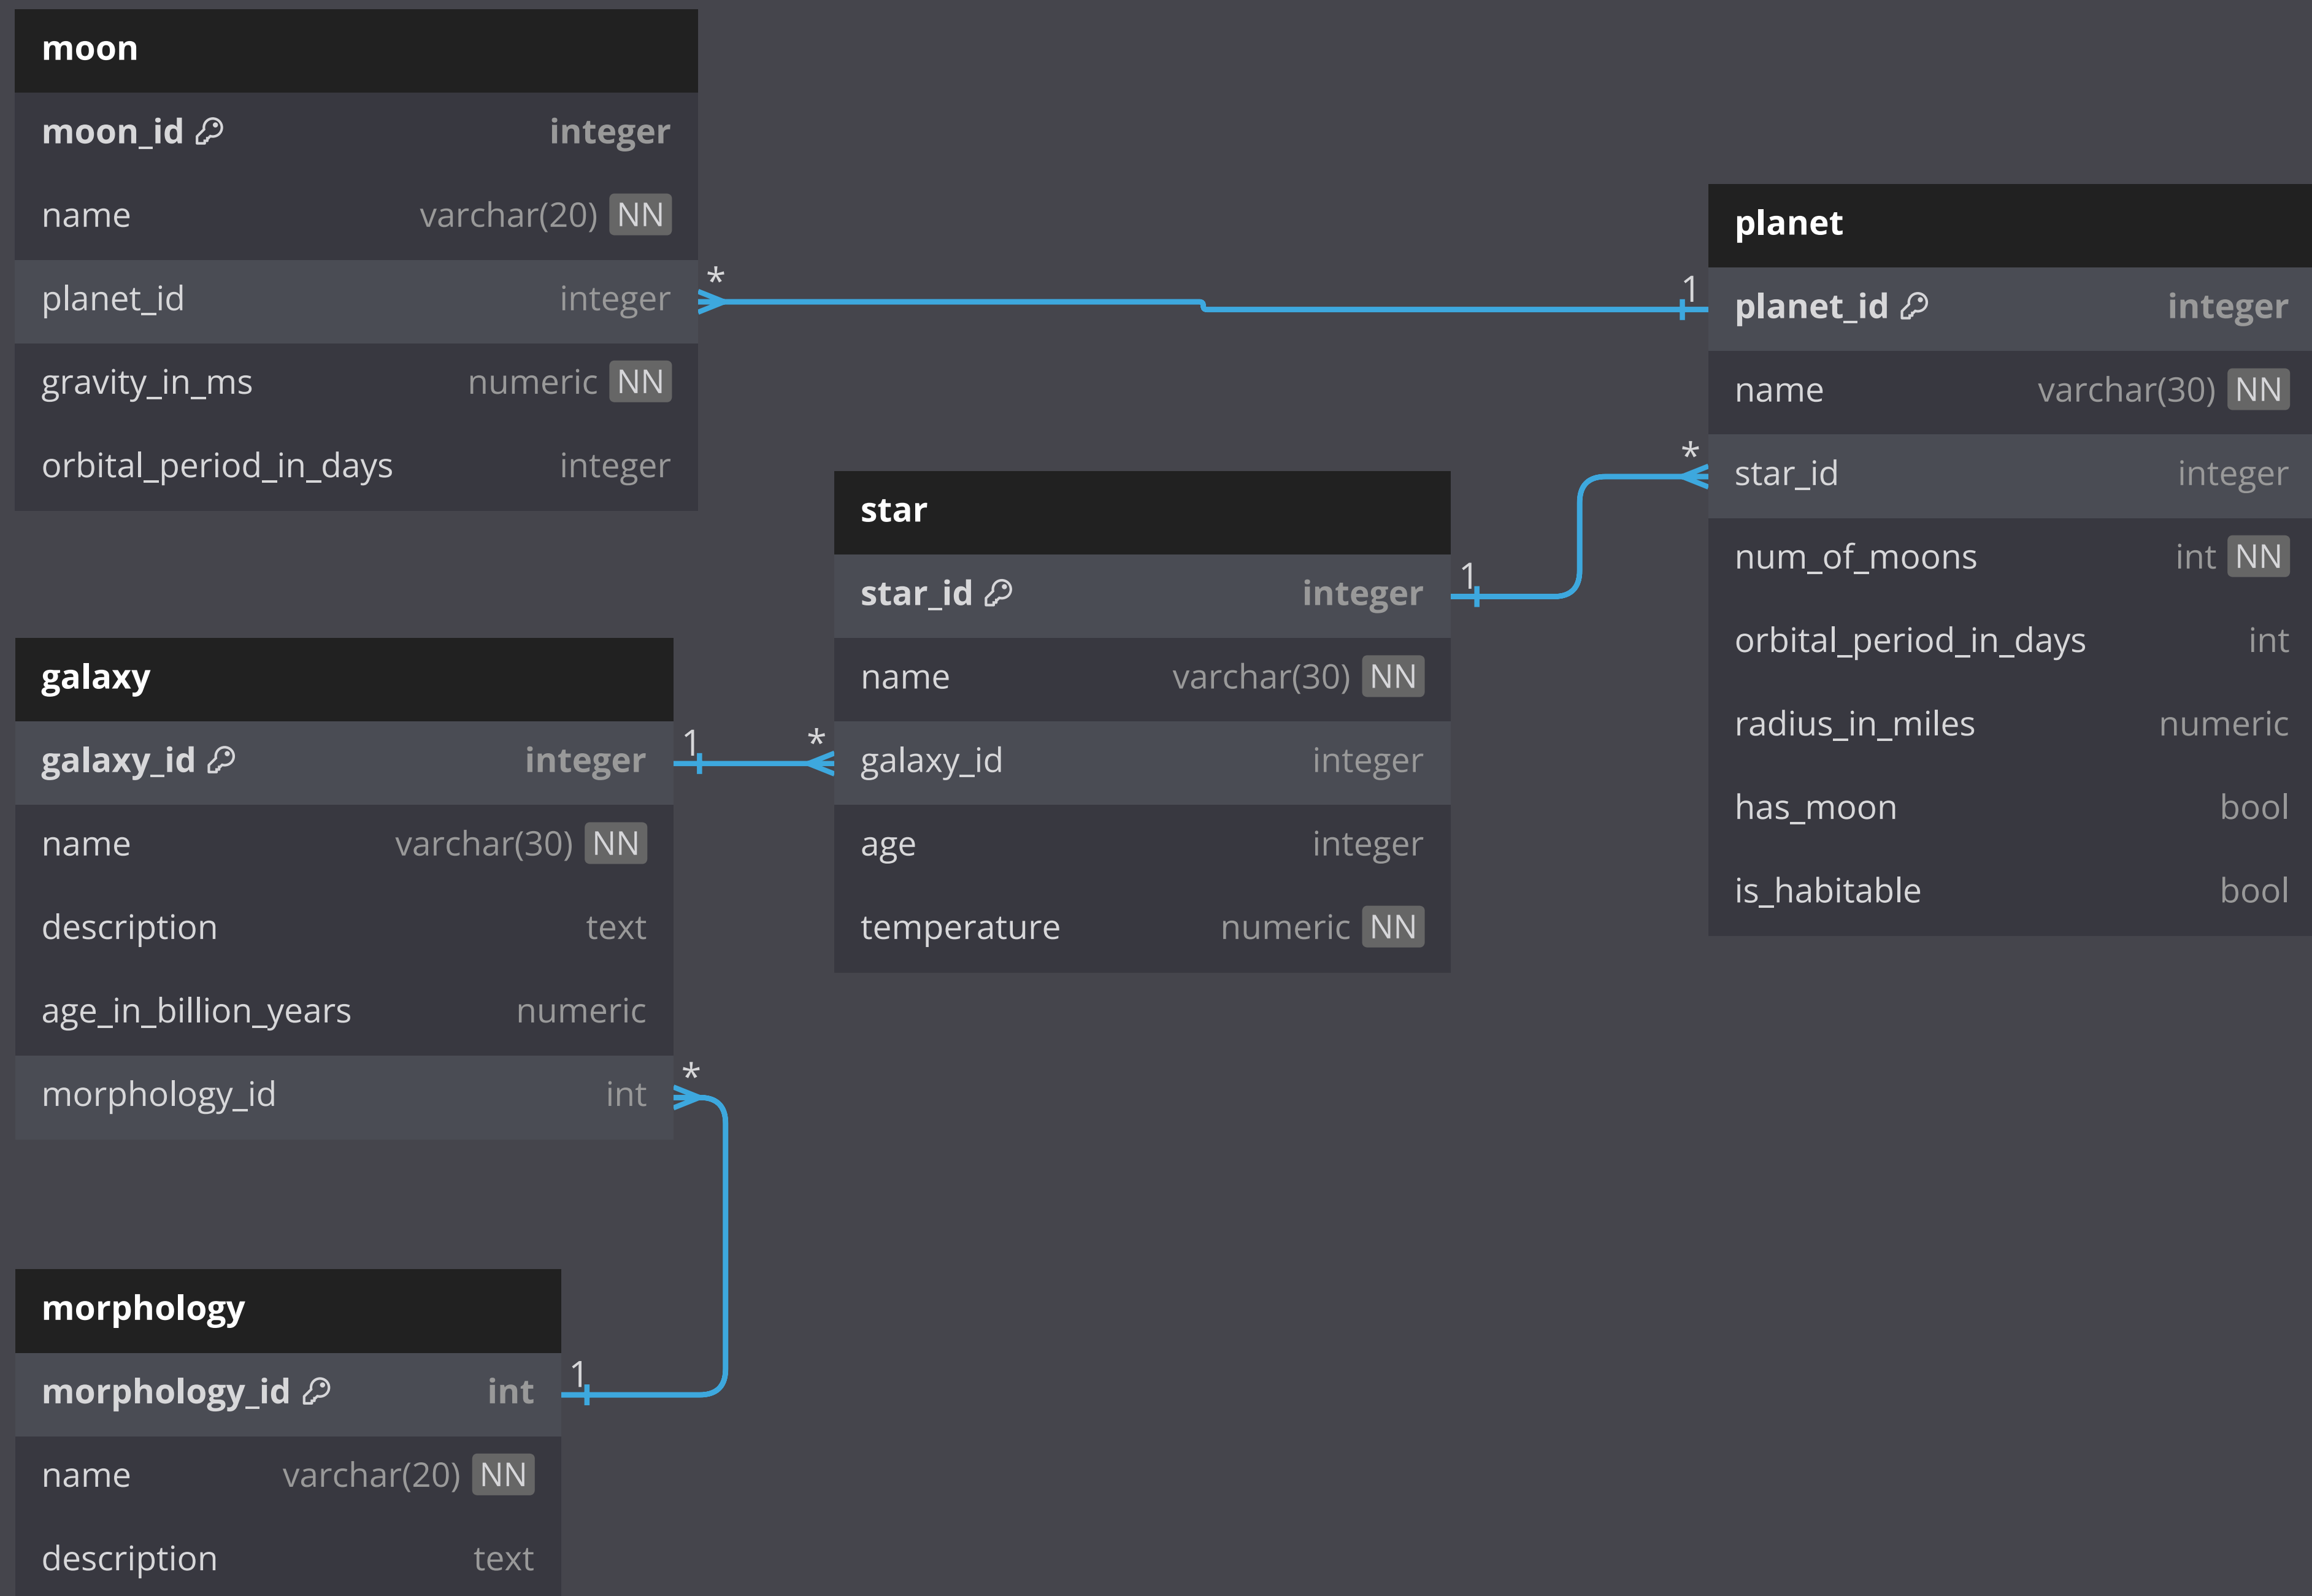 moon
moon_id integer
name varchar(20) NN
planet_id integer
gravity_in_ms numeric NN
orbital_period_in_days integer
*
1
planet
planet_id integer
name varchar(30) NN
star_id integer
num_of_moons int NN
orbital_period_in_days int
radius_in_miles numeric
has_moon bool
is_habitable bool
*
1
star
star_id integer
name varchar(30) NN
galaxy_id integer
age integer
temperature numeric NN
galaxy
galaxy_id integer
name varchar(30) NN
description text
age_in_billion_years numeric
morphology_id int
1
*
*
1
morphology
morphology_id int
name varchar(20) NN
description text